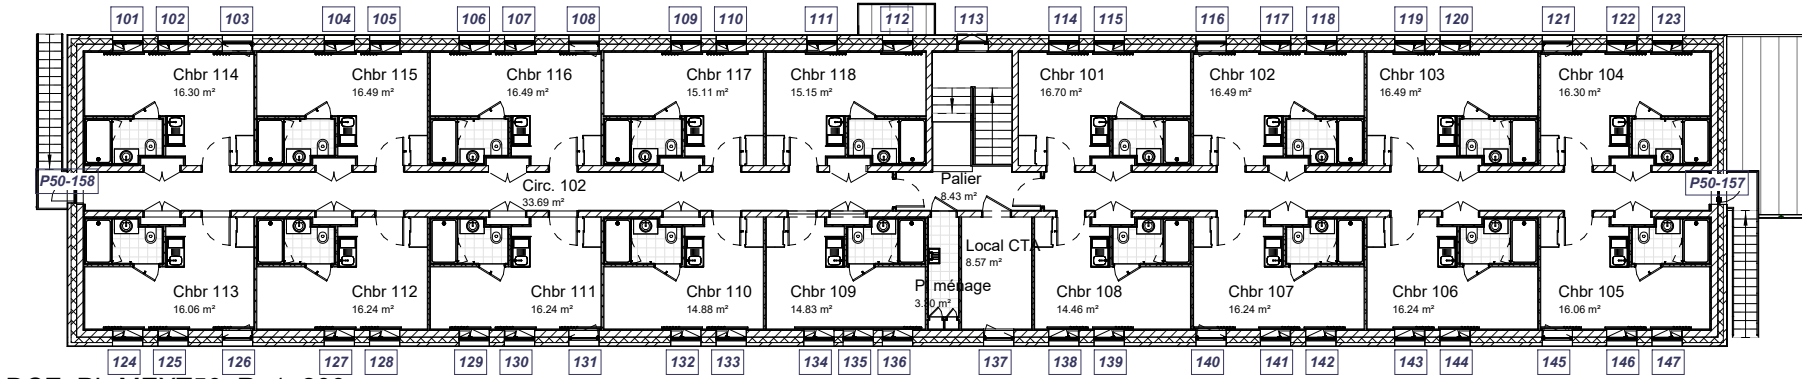 101 102 103 104 105 106 107 108 109 110 111 112 113 114 115 116 117 118 119 120 121 122 123
Chbr 114 Chbr 115 Chbr 116 Chbr 117 Chbr 118 Chbr 101 Chbr 102 Chbr 103 Chbr 104
16.30 m² 16.49 m² 16.49 m² 15.11 m² 15.15 m² 16.70 m² 16.49 m² 16.49 m² 16.30 m²
P50-158 Circ. 102 Palier P50-157
33.69 m² 8.43 m²
Local CTA
8.57 m²
Chbr 113 Chbr 112 Chbr 111 Chbr 110 Chbr 109 Pl ménage Chbr 108 Chbr 107 Chbr 106 Chbr 105
16.06 m² 16.24 m² 16.24 m² 14.88 m² 14.83 m² 14.46 m² 16.24 m² 16.24 m² 16.06 m²
124 125 126 127 128 129 130 131 132 133 134 135 136 137 138 139 140 141 142 143 144 145 146 147